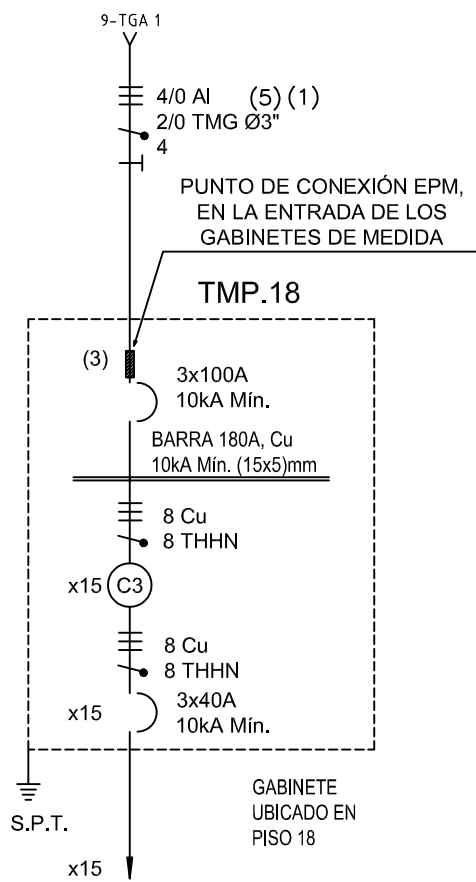 9-TGA 1
4/0 Al (5) (1)
2/0 TMG Ø3"
4
PUNTO DE CONEXIÓN EPM,
EN LA ENTRADA DE LOS
GABINETES DE MEDIDA
TMP.18
(3)
3x100A
10kA Mín.
BARRA 180A, Cu
10kA Mín. (15x5)mm
8 Cu
8 THHN
x15 C3
8 Cu
8 THHN
x15
3x40A
10kA Mín.
S.P.T.
GABINETE
UBICADO EN
PISO 18
x15